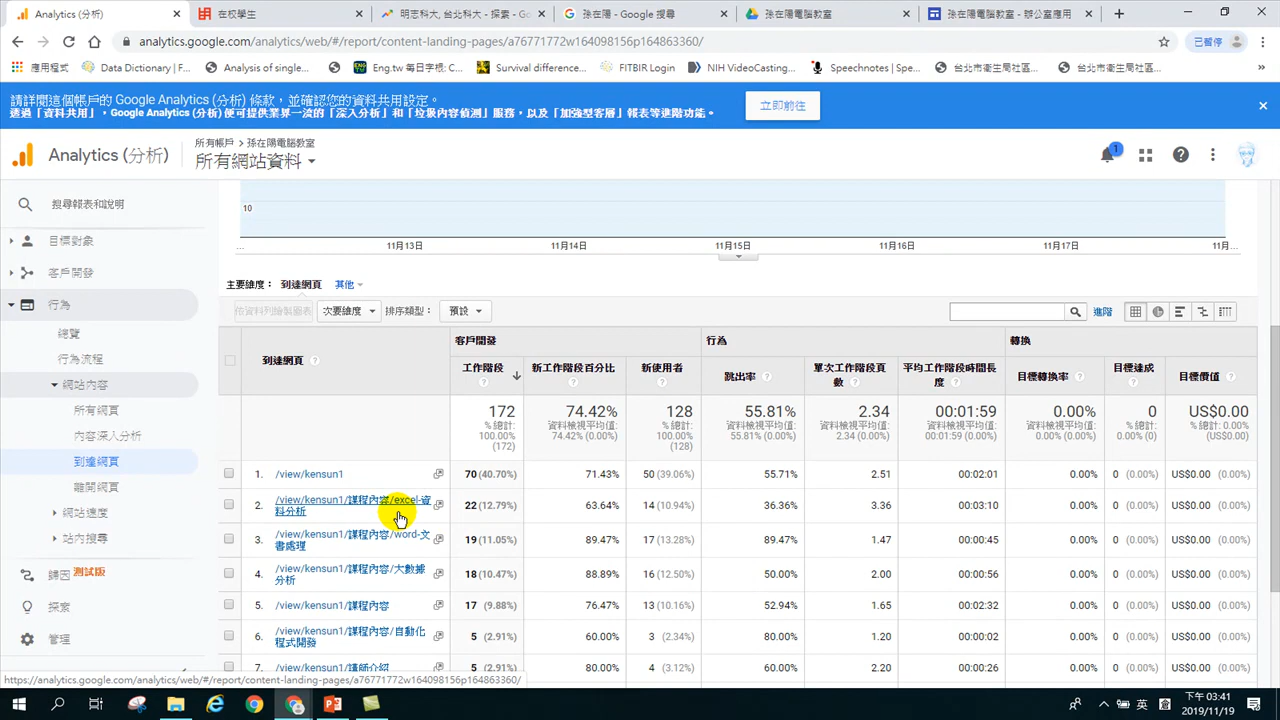 Analytics (分析)
在校學生
明志科大, 台北科大 - 探索 - Go
孫在陽 - Google 搜尋
孫在陽電腦教室
孫在陽電腦教室 - 辦公室應用
analytics.google.com/analytics/web/#/report/content-landing-pages/a76771772w164098156p164863360/
已暫停
應用程式
Data Dictionary | F...
Analysis of single...
Eng.tw 每日字根: C...
Survival difference...
FITBIR Login
NIH VideoCasting...
Speechnotes | Spe...
台北市衛生局社區...
台北市衛生局社區...
»
請詳閱這個帳戶的 Google Analytics (分析) 條款，並確認您的資料共用設定。
透過「資料共用」，Google Analytics (分析) 便可提供業界一流的「深入分析」和「垃圾內容偵測」服務，以及「加強型客層」報表等進階功能。
立即前往
Analytics (分析)
所有帳戶 > 孫在陽電腦教室
所有網站資料
1
搜尋報表和說明
目標對象
客戶開發
行為
總覽
行為流程
網站內容
所有網頁
內容深入分析
到達網頁
離開網頁
網站速度
站內搜尋
歸因 測試版
探索
管理
10
...
11月13日
11月14日
11月15日
11月16日
11月17日
11月...
主要維度：
到達網頁
其他
依資料列繪製圖表
次要維度
排序類型：
預設
進階
到達網頁
客戶開發
行為
轉換
工作階段
新工作階段百分比
新使用者
跳出率
單次工作階段頁數
平均工作階段時間長度
目標轉換率
目標達成
目標價值
172
% 總計:
100.00%
(172)
74.42%
資料檢視平均值:
74.42% (0.00%)
128
% 總計:
100.00%
(128)
55.81%
資料檢視平均值:
55.81% (0.00%)
2.34
資料檢視平均值:
2.34 (0.00%)
00:01:59
資料檢視平均值:
00:01:59 (0.00%)
0.00%
資料檢視平均值:
0.00% (0.00%)
0
% 總計:
0.00% (0)
US$0.00
% 總計: 0.00%
(US$0.00)
1. /view/kensun1 70 (40.70%) 71.43% 50 (39.06%) 55.71% 2.51 00:02:01 0.00% 0 (0.00%) US$0.00 (0.00%)
2. /view/kensun1/課程內容/excel-資
料分析 22 (12.79%) 63.64% 14 (10.94%) 36.36% 3.36 00:03:10 0.00% 0 (0.00%) US$0.00 (0.00%)
3. /view/kensun1/課程內容/word-文
書處理 19 (11.05%) 89.47% 17 (13.28%) 89.47% 1.47 00:00:45 0.00% 0 (0.00%) US$0.00 (0.00%)
4. /view/kensun1/課程內容/大數據
分析 18 (10.47%) 88.89% 16 (12.50%) 50.00% 2.00 00:00:56 0.00% 0 (0.00%) US$0.00 (0.00%)
5. /view/kensun1/課程內容 17 (9.88%) 76.47% 13 (10.16%) 52.94% 1.65 00:02:32 0.00% 0 (0.00%) US$0.00 (0.00%)
6. /view/kensun1/課程內容/自動化
程式開發 5 (2.91%) 60.00% 3 (2.34%) 80.00% 1.20 00:00:02 0.00% 0 (0.00%) US$0.00 (0.00%)
7. /view/kensun1/講師介紹 5 (2.91%) 80.00% 4 (3.12%) 60.00% 2.20 00:00:26 0.00% 0 (0.00%) US$0.00 (0.00%)
https://analytics.google.com/analytics/web/#/report/content-landing-pages/a76771772w164098156p164863360/
英
下午 03:41
2019/11/19